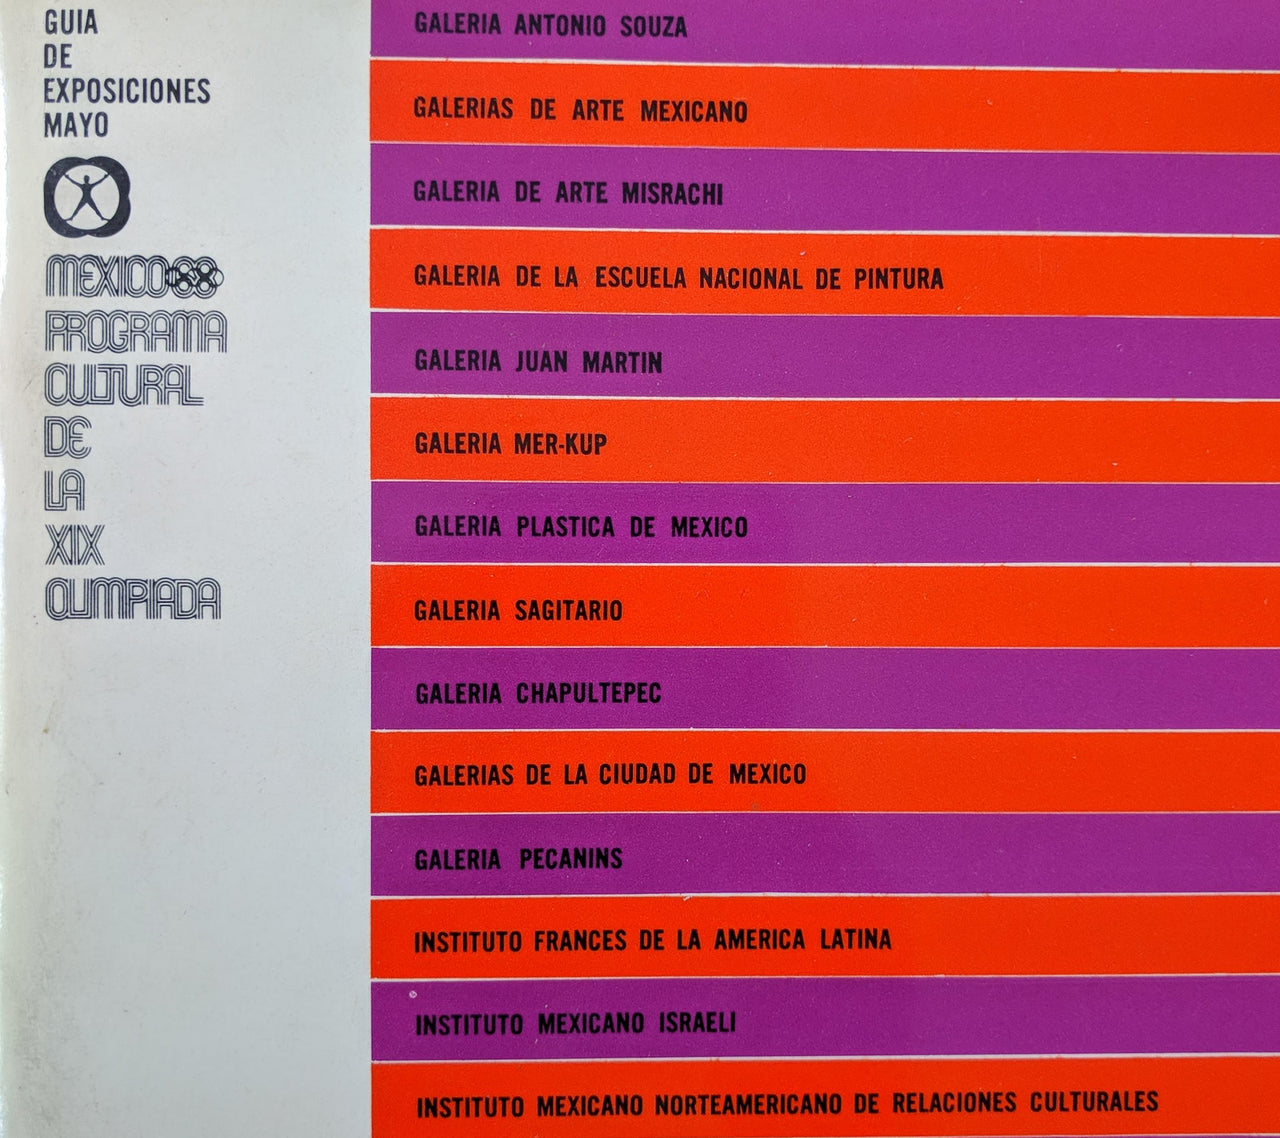 GUIA
DE
EXPOSICIONES
MAYO
MEXICO68
PROGRAMA
CULTURAL
DE
LA
XIX
OLIMPIADA
GALERIA ANTONIO SOUZA
GALERIAS DE ARTE MEXICANO
GALERIA DE ARTE MISRACHI
GALERIA DE LA ESCUELA NACIONAL DE PINTURA
GALERIA JUAN MARTIN
GALERIA MER-KUP
GALERIA PLASTICA DE MEXICO
GALERIA SAGITARIO
GALERIA CHAPULTEPEC
GALERIAS DE LA CIUDAD DE MEXICO
GALERIA PECANINS
INSTITUTO FRANCES DE LA AMERICA LATINA
INSTITUTO MEXICANO ISRAELI
INSTITUTO MEXICANO NORTEAMERICANO DE RELACIONES CULTURALES